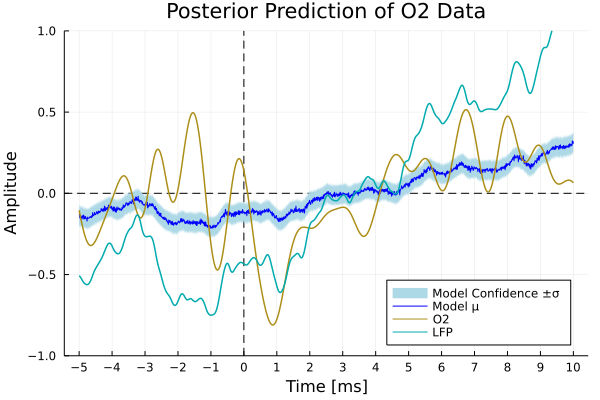 Posterior Prediction of O2 Data
Amplitude
1.0
0.5
0.0
−0.5
−1.0
Model Confidence ±σ
Model μ
O2
LFP
−5 −4 −3 −2 −1 0 1 2 3 4 5 6 7 8 9 10
Time [ms]